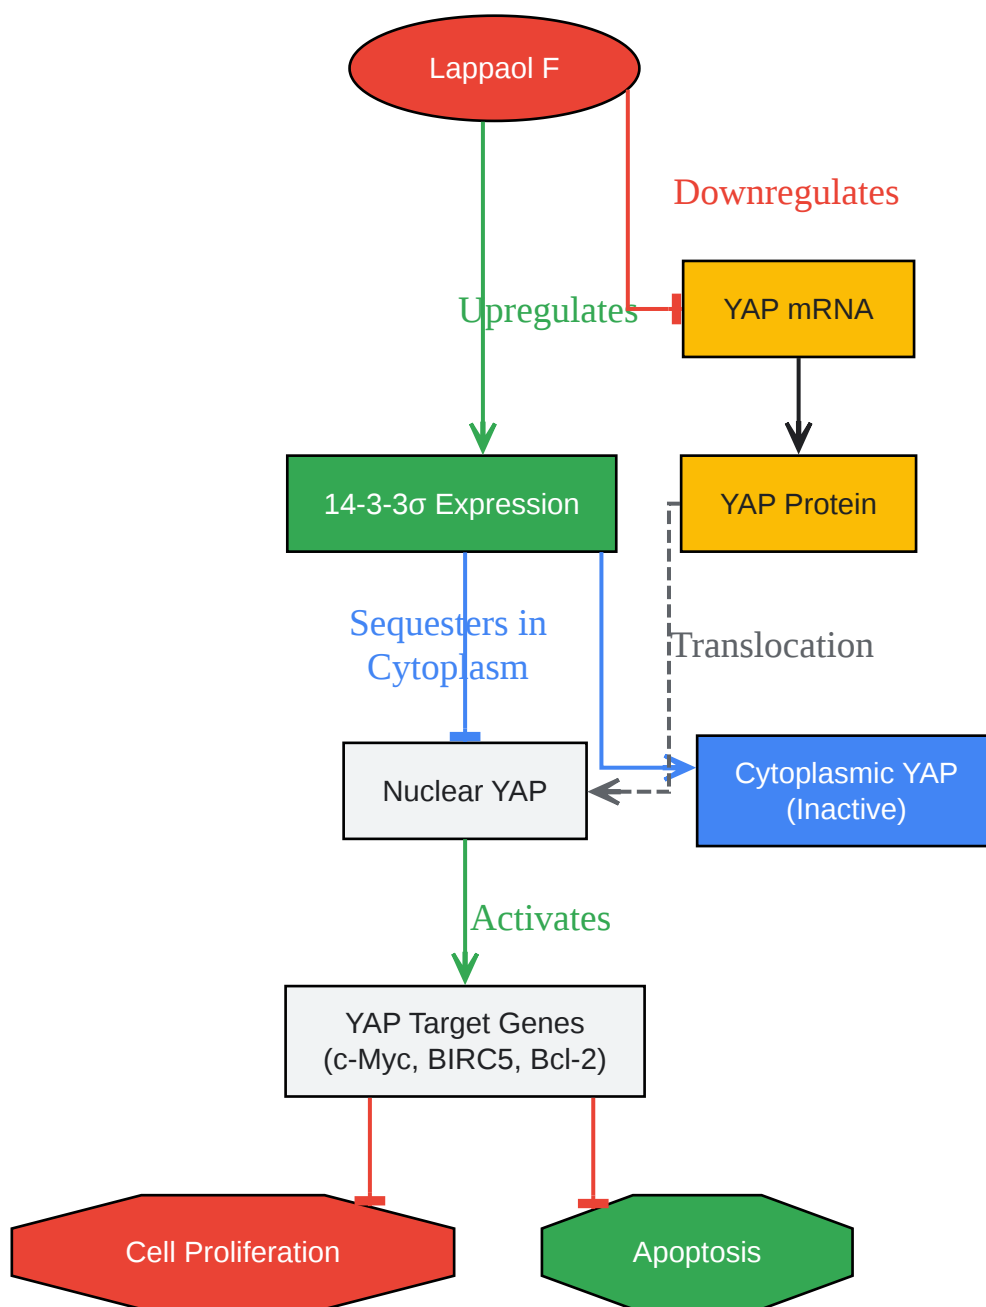 Lappaol F
Downregulates
Upregulates
YAP mRNA
14-3-3σ Expression
YAP Protein
Sequesters in
Cytoplasm
Translocation
Nuclear YAP
Cytoplasmic YAP
(Inactive)
Activates
YAP Target Genes
(c-Myc, BIRC5, Bcl-2)
Cell Proliferation
Apoptosis